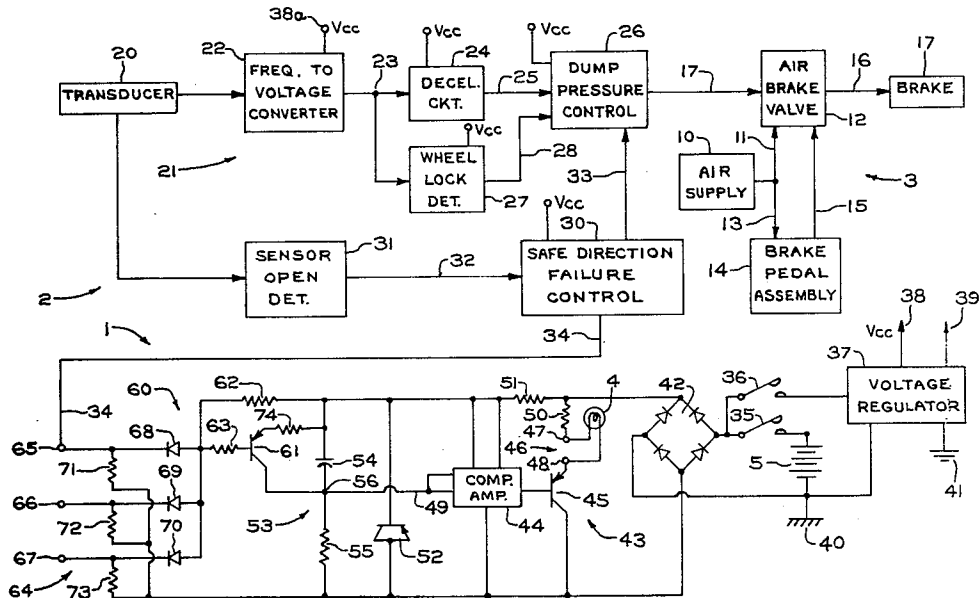 38a
Vcc
20
TRANSDUCER
22
FREQ. TO
VOLTAGE
CONVERTER
23
Vcc
24
DECEL.
CKT.
25
Vcc
26
DUMP
PRESSURE
CONTROL
17
AIR
BRAKE
VALVE
12
16
17
BRAKE
21
Vcc
WHEEL
LOCK
DET.
27
28
33
10
AIR
SUPPLY
11
13
15
3
14
BRAKE
PEDAL
ASSEMBLY
2
31
SENSOR
OPEN
DET.
32
Vcc
30
SAFE DIRECTION
FAILURE
CONTROL
34
1
38
Vcc
39
37
VOLTAGE
REGULATOR
41
34
60
62
63
74
61
51
50
47
4
46
48
42
36
35
5
40
65
68
66
69
67
70
71
72
73
64
54
56
53
55
52
49
COMP.
AMP.
44
45
43